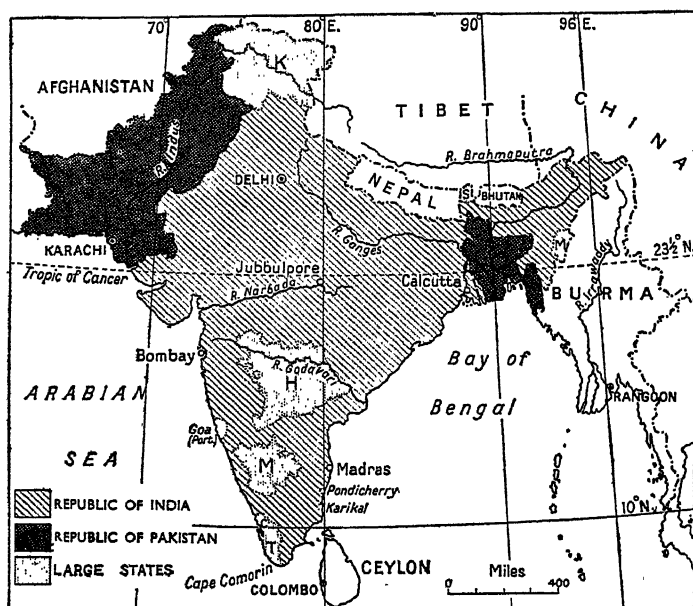 70° 80°E. 90° 96°E.
AFGHANISTAN
K
TIBET
CHINA
R. Indus
R. Brahmaputra
DELHI
NEPAL
S.
BHUTAN
KARACHI
R. Ganges
M
23½°N.
Tropic of Cancer
Jubbulpore
Calcutta
R. Irrawaddy
R. Narbada
BURMA
Bombay
R. Godavari
Bay of
Bengal
H
ARABIAN
SEA
RANGOON
Goa
(Port.)
M
Madras
Pondicherry
Karikal
REPUBLIC OF INDIA
10°N.
REPUBLIC OF PAKISTAN
T
LARGE STATES
Cape Comorin
COLOMBO
CEYLON
Miles
0 400